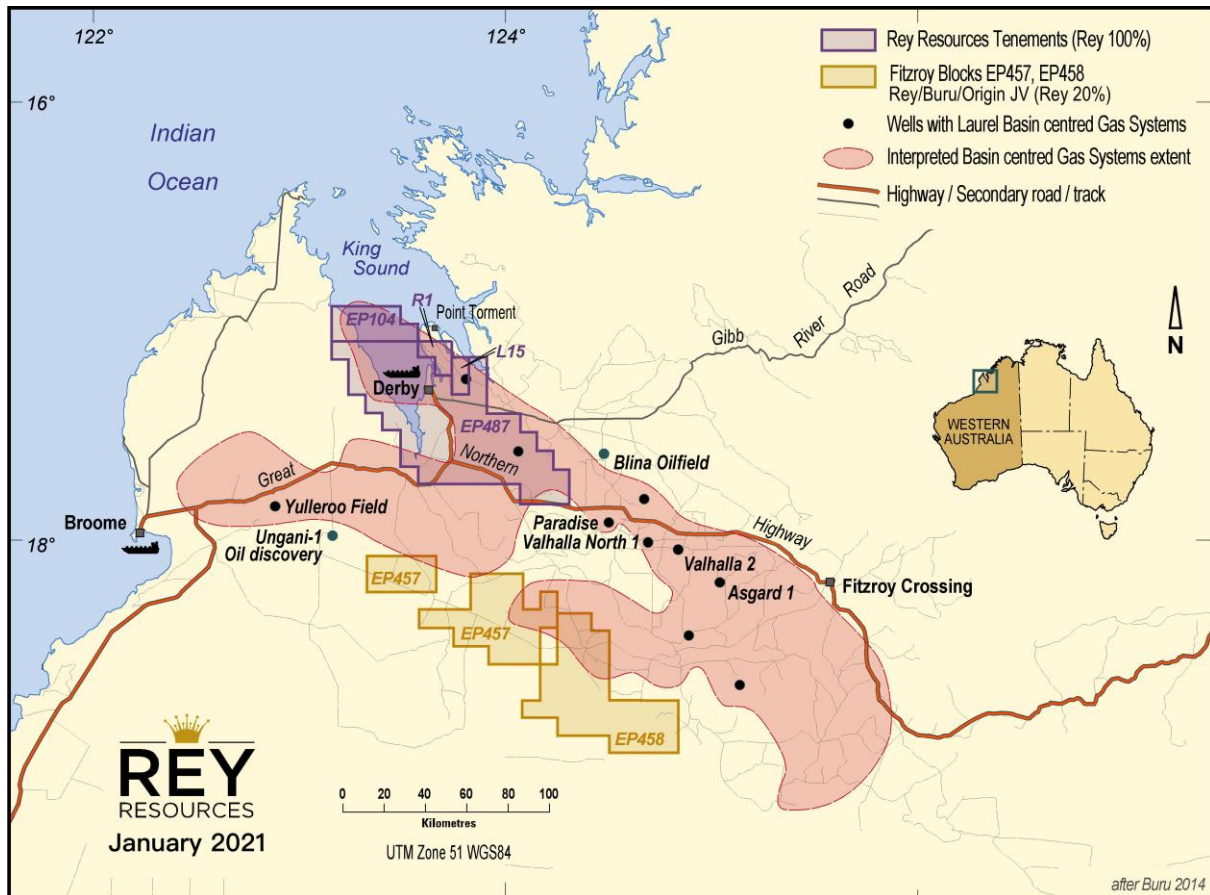 122°
124°
Rey Resources Tenements (Rey 100%)
Fitzroy Blocks EP457, EP458
Rey/Buru/Origin JV (Rey 20%)
Wells with Laurel Basin centred Gas Systems
Interpreted Basin centred Gas Systems extent
Highway / Secondary road / track
16°
Indian
Ocean
King
Sound
R1
Point Torment
EP104
L15
Derby
EP487
Gibb
River
Road
N
WESTERN
AUSTRALIA
Great
Northern
Highway
Blina Oilfield
Yulleroo Field
Broome
Ungani-1
Oil discovery
18°
Paradise
Valhalla North 1
Valhalla 2
Asgard 1
Fitzroy Crossing
EP457
EP457
EP458
REY
RESOURCES
January 2021
0 20 40 60 80 100
Kilometres
UTM Zone 51 WGS84
after Buru 2014